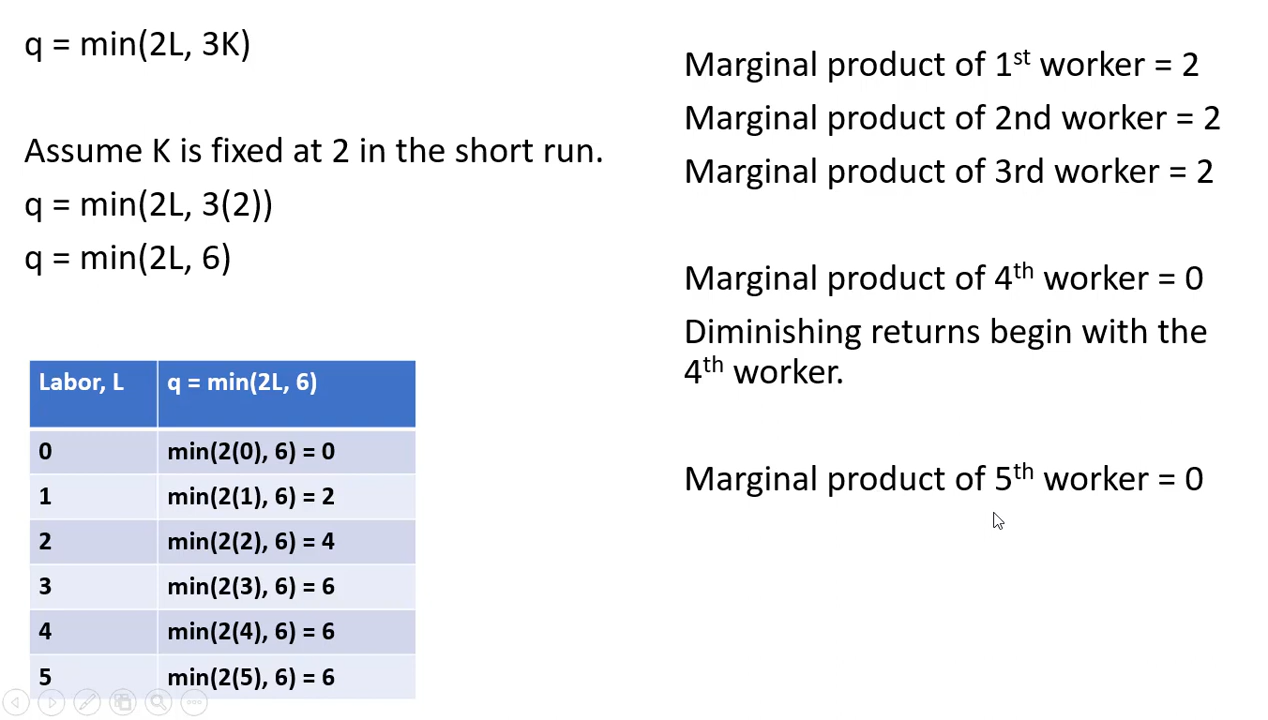 q = min(2L, 3K)
Assume K is fixed at 2 in the short run.
q = min(2L, 3(2))
q = min(2L, 6)
Labor, L q = min(2L, 6)
0 min(2(0), 6) = 0
1 min(2(1), 6) = 2
2 min(2(2), 6) = 4
3 min(2(3), 6) = 6
4 min(2(4), 6) = 6
5 min(2(5), 6) = 6
Marginal product of 1st worker = 2
Marginal product of 2nd worker = 2
Marginal product of 3rd worker = 2
Marginal product of 4th worker = 0
Diminishing returns begin with the
4th worker.
Marginal product of 5th worker = 0